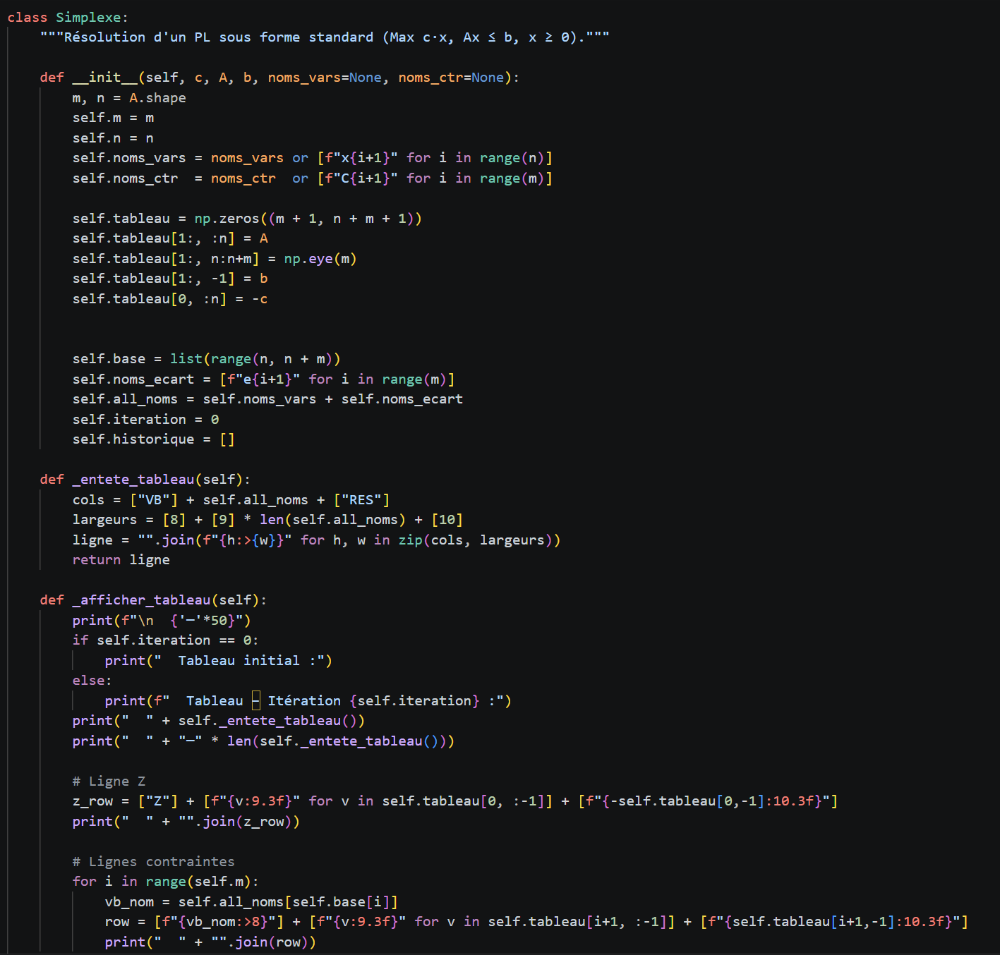 class Simplexe:
    """Résolution d'un PL sous forme standard (Max c·x, Ax ≤ b, x ≥ 0)."""

    def __init__(self, c, A, b, noms_vars=None, noms_ctr=None):
        m, n = A.shape
        self.m = m
        self.n = n
        self.noms_vars = noms_vars or [f"x{i+1}" for i in range(n)]
        self.noms_ctr  = noms_ctr  or [f"C{i+1}" for i in range(m)]

        self.tableau = np.zeros((m + 1, n + m + 1))
        self.tableau[1:, :n] = A
        self.tableau[1:, n:n+m] = np.eye(m)
        self.tableau[1:, -1] = b
        self.tableau[0, :n] = -c


        self.base = list(range(n, n + m))
        self.noms_ecart = [f"e{i+1}" for i in range(m)]
        self.all_noms = self.noms_vars + self.noms_ecart
        self.iteration = 0
        self.historique = []

    def _entete_tableau(self):
        cols = ["VB"] + self.all_noms + ["RES"]
        largeurs = [8] + [9] * len(self.all_noms) + [10]
        ligne = "".join(f"{h:>{w}}" for h, w in zip(cols, largeurs))
        return ligne

    def _afficher_tableau(self):
        print(f"\n  {'─'*50}")
        if self.iteration == 0:
            print("  Tableau initial :")
        else:
            print(f"  Tableau – Itération {self.iteration} :")
        print("  " + self._entete_tableau())
        print("  " + "─" * len(self._entete_tableau()))

        # Ligne Z
        z_row = ["Z"] + [f"{v:9.3f}" for v in self.tableau[0, :-1]] + [f"{-self.tableau[0,-1]:10.3f}"]
        print("  " + "".join(z_row))

        # Lignes contraintes
        for i in range(self.m):
            vb_nom = self.all_noms[self.base[i]]
            row = [f"{vb_nom:>8}"] + [f"{v:9.3f}" for v in self.tableau[i+1, :-1]] + [f"{self.tableau[i+1,-1]:10.3f}"]
            print("  " + "".join(row))